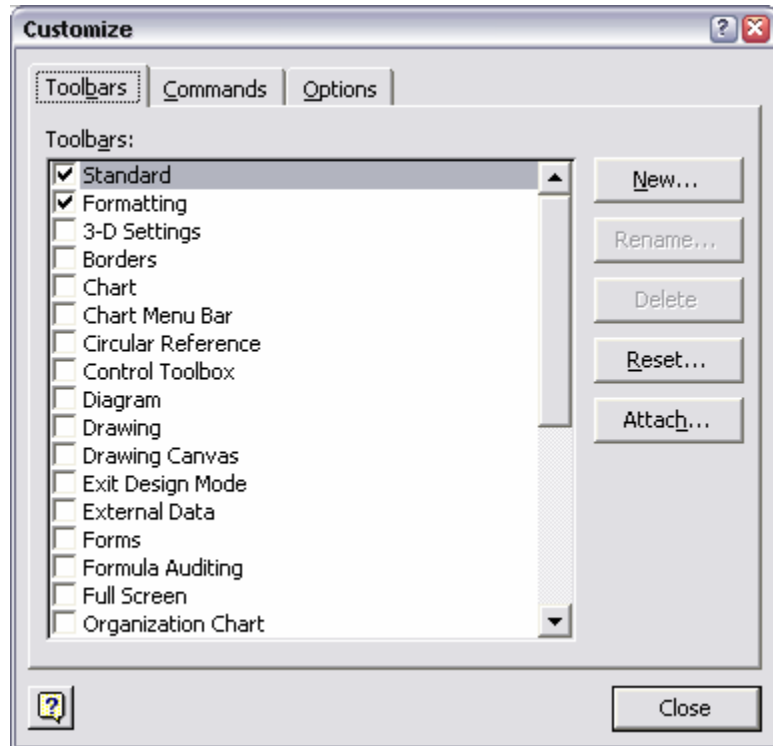 Customize
Toolbars Commands Options
Toolbars:
Standard
Formatting
3-D Settings
Borders
Chart
Chart Menu Bar
Circular Reference
Control Toolbox
Diagram
Drawing
Drawing Canvas
Exit Design Mode
External Data
Forms
Formula Auditing
Full Screen
Organization Chart
New...
Rename...
Delete
Reset...
Attach...
Close